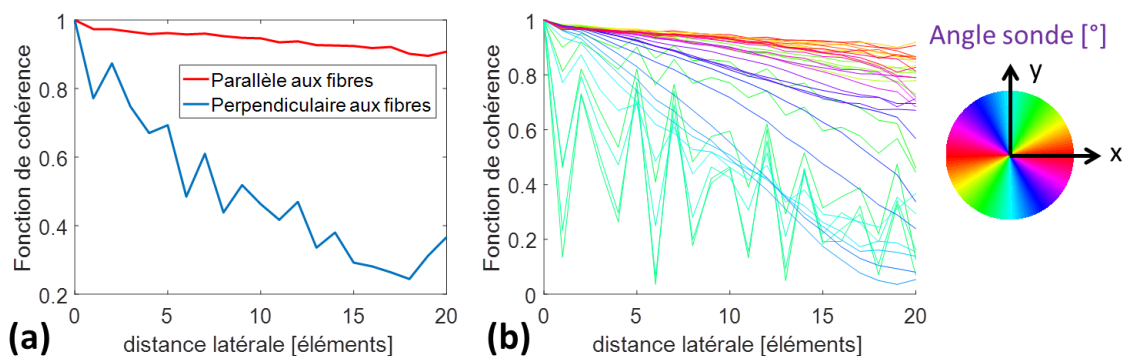 1
0.8
0.6
0.4
0.2
Fonction de cohérence
Parallèle aux fibres
Perpendiculaire aux fibres
0
5
10
15
20
distance latérale [éléments]
(a)
1
0.8
0.6
0.4
0.2
0
Fonction de cohérence
0
5
10
15
20
distance latérale [éléments]
(b)
Angle sonde [°]
y
x